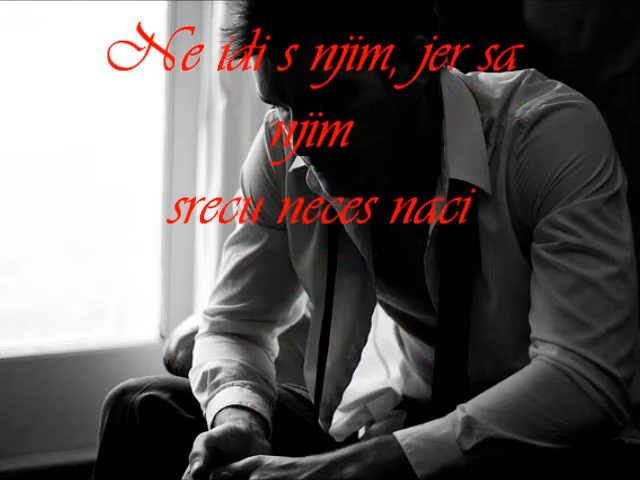 Ne idi s njim, jer sa
njim
srecu neces naci